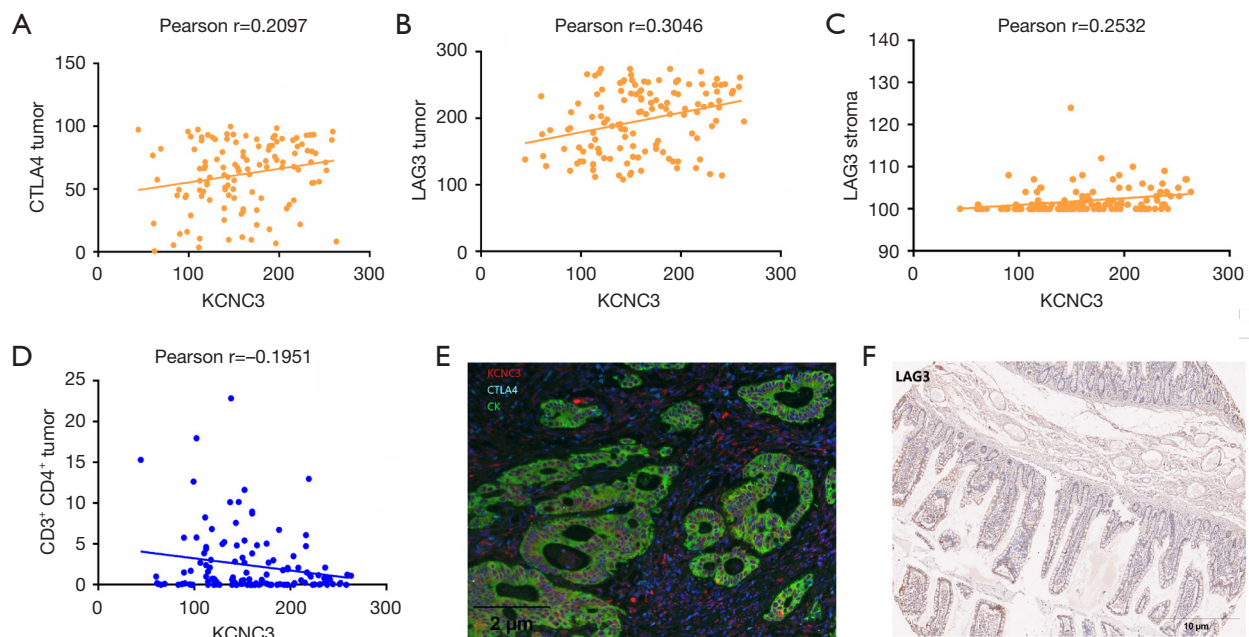 A
Pearson r=0.2097
CTLA4 tumor
150
100
50
0
0 100 200 300
KCNC3
B
Pearson r=0.3046
LAG3 tumor
300
200
100
0
0 100 200 300
KCNC3
C
Pearson r=0.2532
LAG3 stroma
140
130
120
110
100
90
0 100 200 300
KCNC3
D
Pearson r=–0.1951
CD3⁺ CD4⁺ tumor
25
20
15
10
5
0
0 100 200 300
KCNC3
E
KCNC3
CTLA4
CK
2 μm
F
LAG3
10 μm